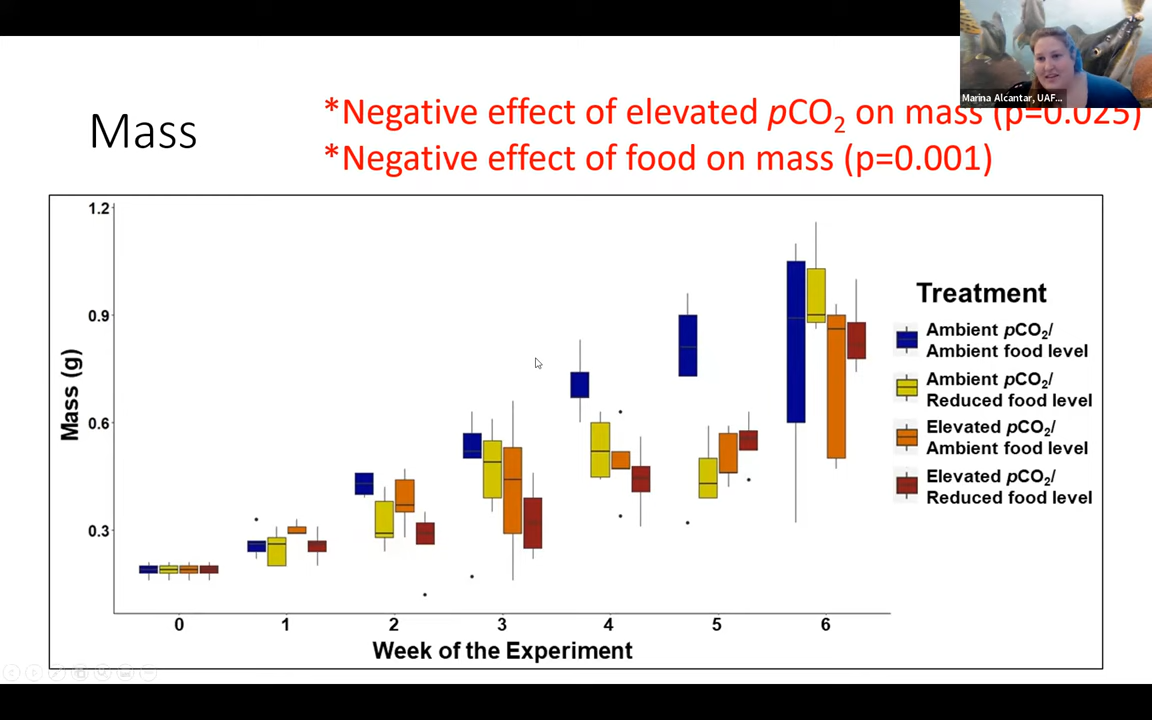 Marina Alcantar, UAF...
Mass
*Negative effect of elevated pCO₂ on mass (p=0.025)
*Negative effect of food on mass (p=0.001)
1.2
0.9
0.6
0.3
Mass (g)
0 1 2 3 4 5 6
Week of the Experiment
Treatment
Ambient pCO₂/
Ambient food level
Ambient pCO₂/
Reduced food level
Elevated pCO₂/
Ambient food level
Elevated pCO₂/
Reduced food level